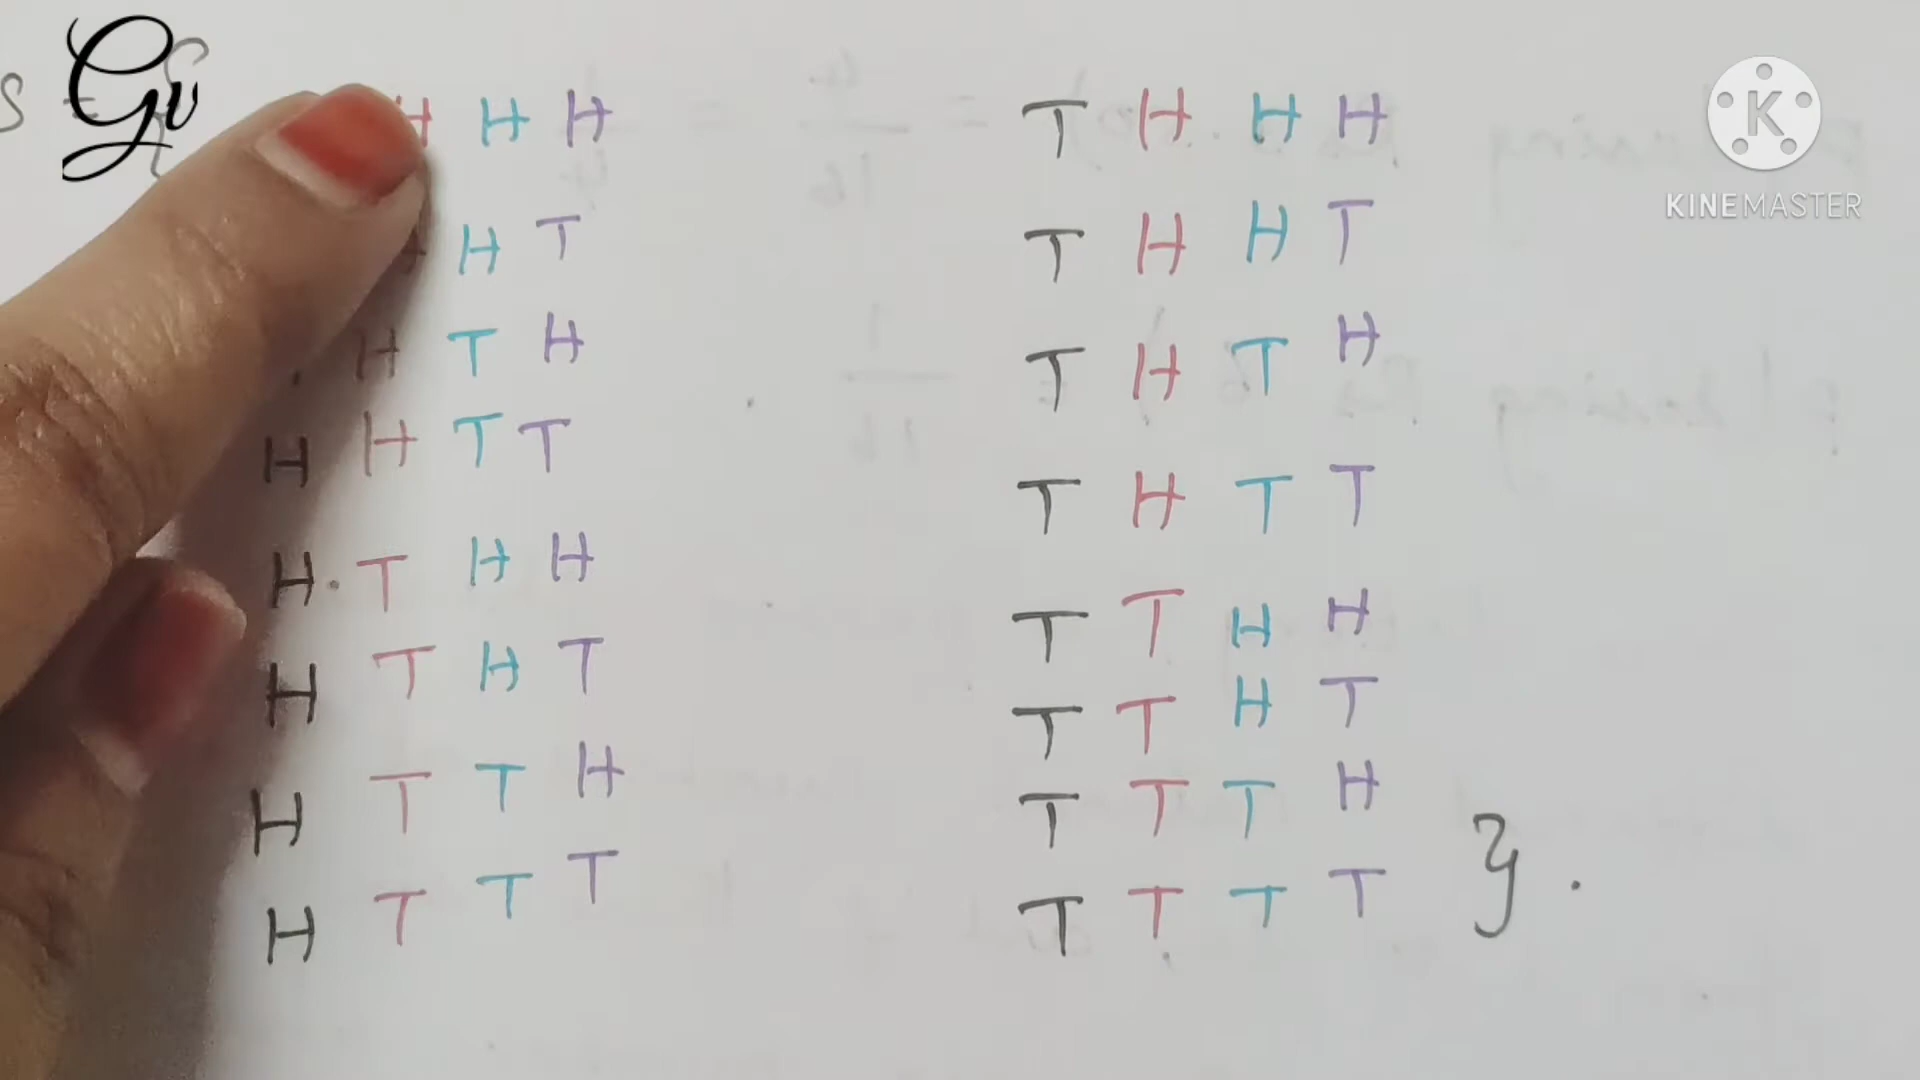 S = { H H H T H H H
H T T H H T
H T H T H T H
H H T T T H T T
H T H H T T H H
H T H T T T H T
H T T H T T T H
H T T T T T T T }.
Gv
KINEMASTER